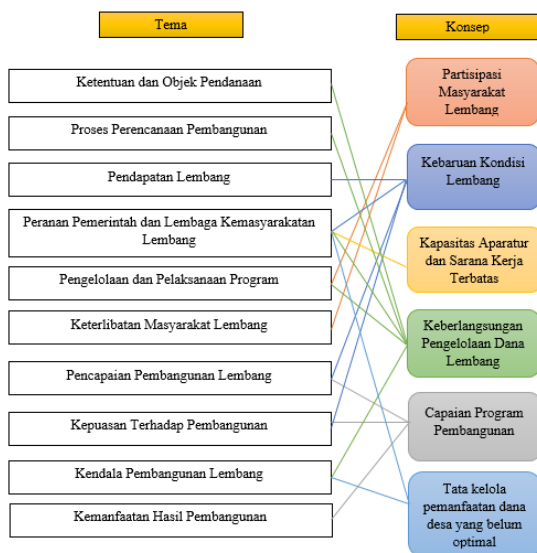 Tema
Konsep
Ketentuan dan Objek Pendanaan
Proses Perencanaan Pembangunan
Pendapatan Lembang
Peranan Pemerintah dan Lembaga Kemasyarakatan
Lembang
Pengelolaan dan Pelaksanaan Program
Keterlibatan Masyarakat Lembang
Pencapaian Pembangunan Lembang
Kepuasan Terhadap Pembangunan
Kendala Pembangunan Lembang
Kemanfaatan Hasil Pembangunan
Partisipasi
Masyarakat
Lembang
Kebaruan Kondisi
Lembang
Kapasitas Aparatur
dan Sarana Kerja
Terbatas
Keberlangsungan
Pengelolaan Dana
Lembang
Capaian Program
Pembangunan
Tata kelola
pemanfaatan dana
desa yang belum
optimal